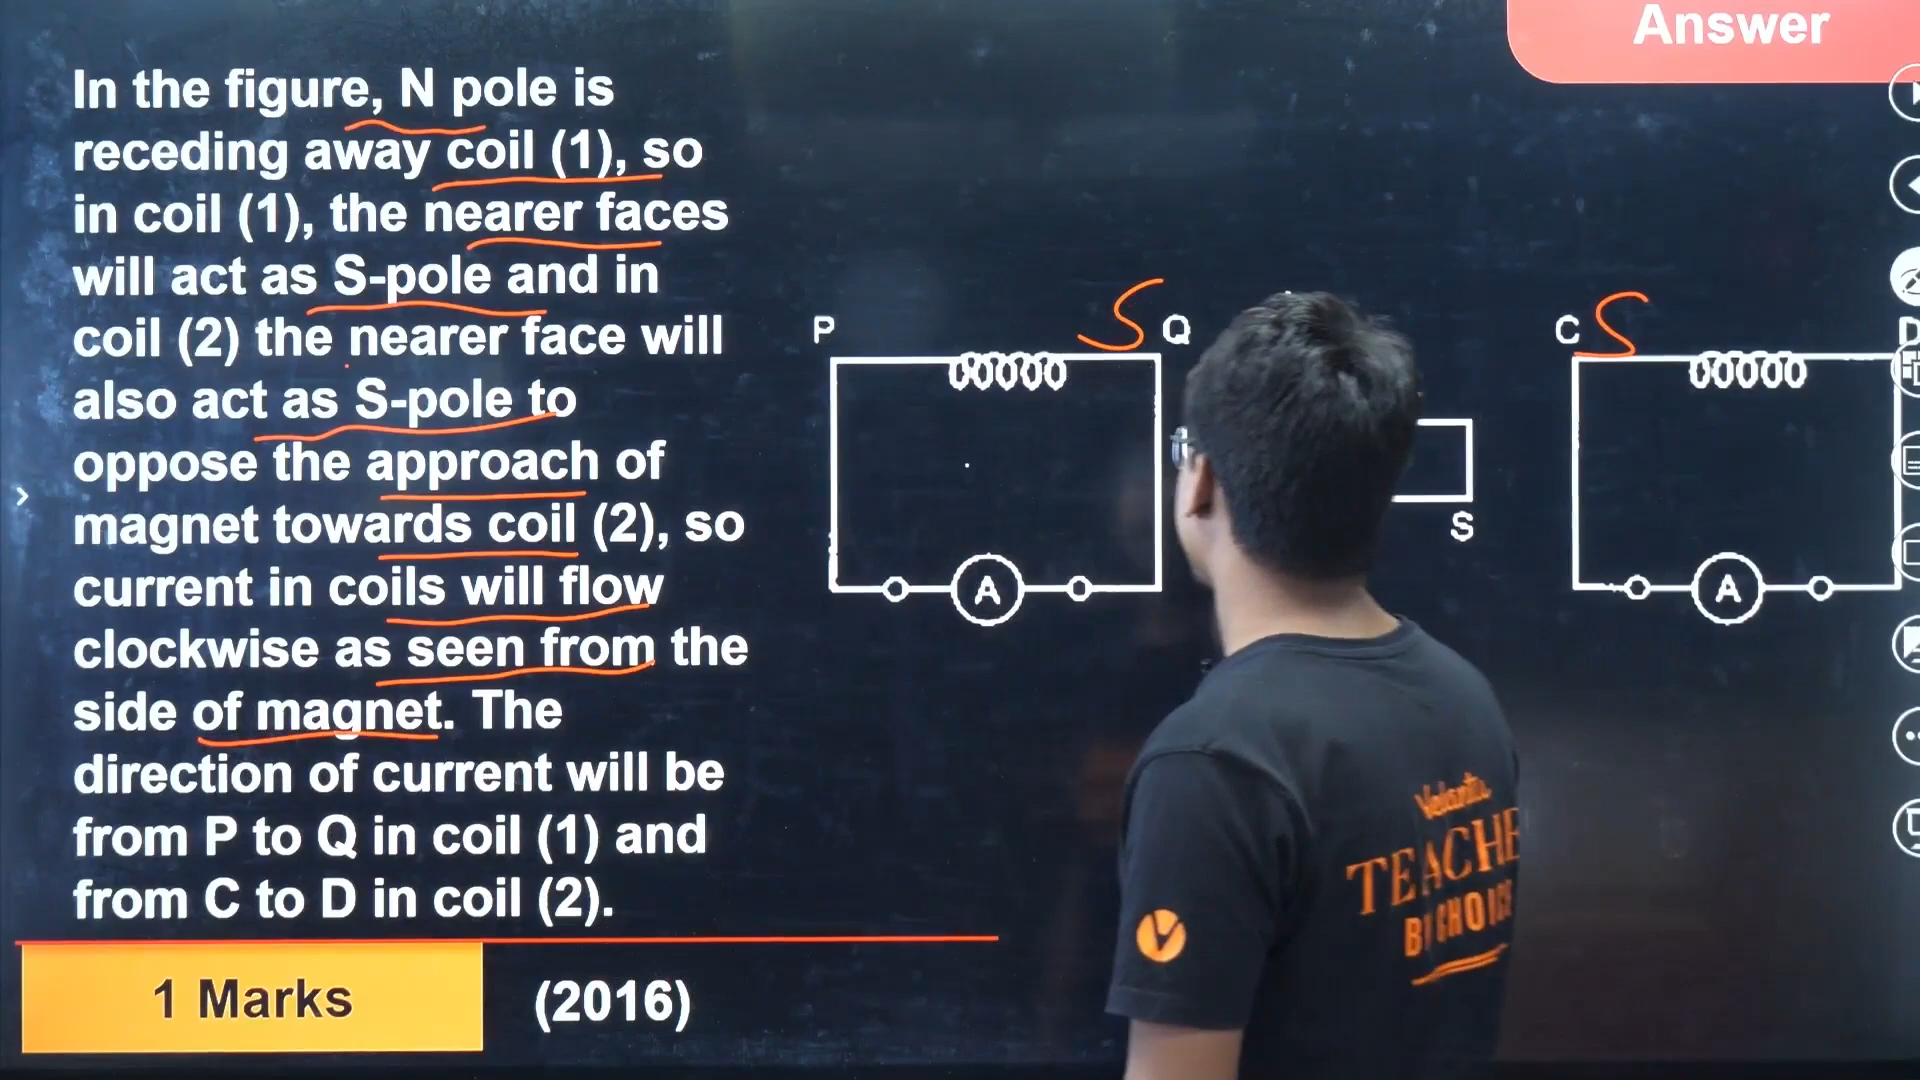 Answer
In the figure, N pole is
receding away coil (1), so
in coil (1), the nearer faces
will act as S-pole and in
coil (2) the nearer face will
also act as S-pole to
oppose the approach of
magnet towards coil (2), so
current in coils will flow
clockwise as seen from the
side of magnet. The
direction of current will be
from P to Q in coil (1) and
from C to D in coil (2).
1 Marks
(2016)
P S Q
C S D
S
A
A
Vedantu
TEACHE
BY CHOICE